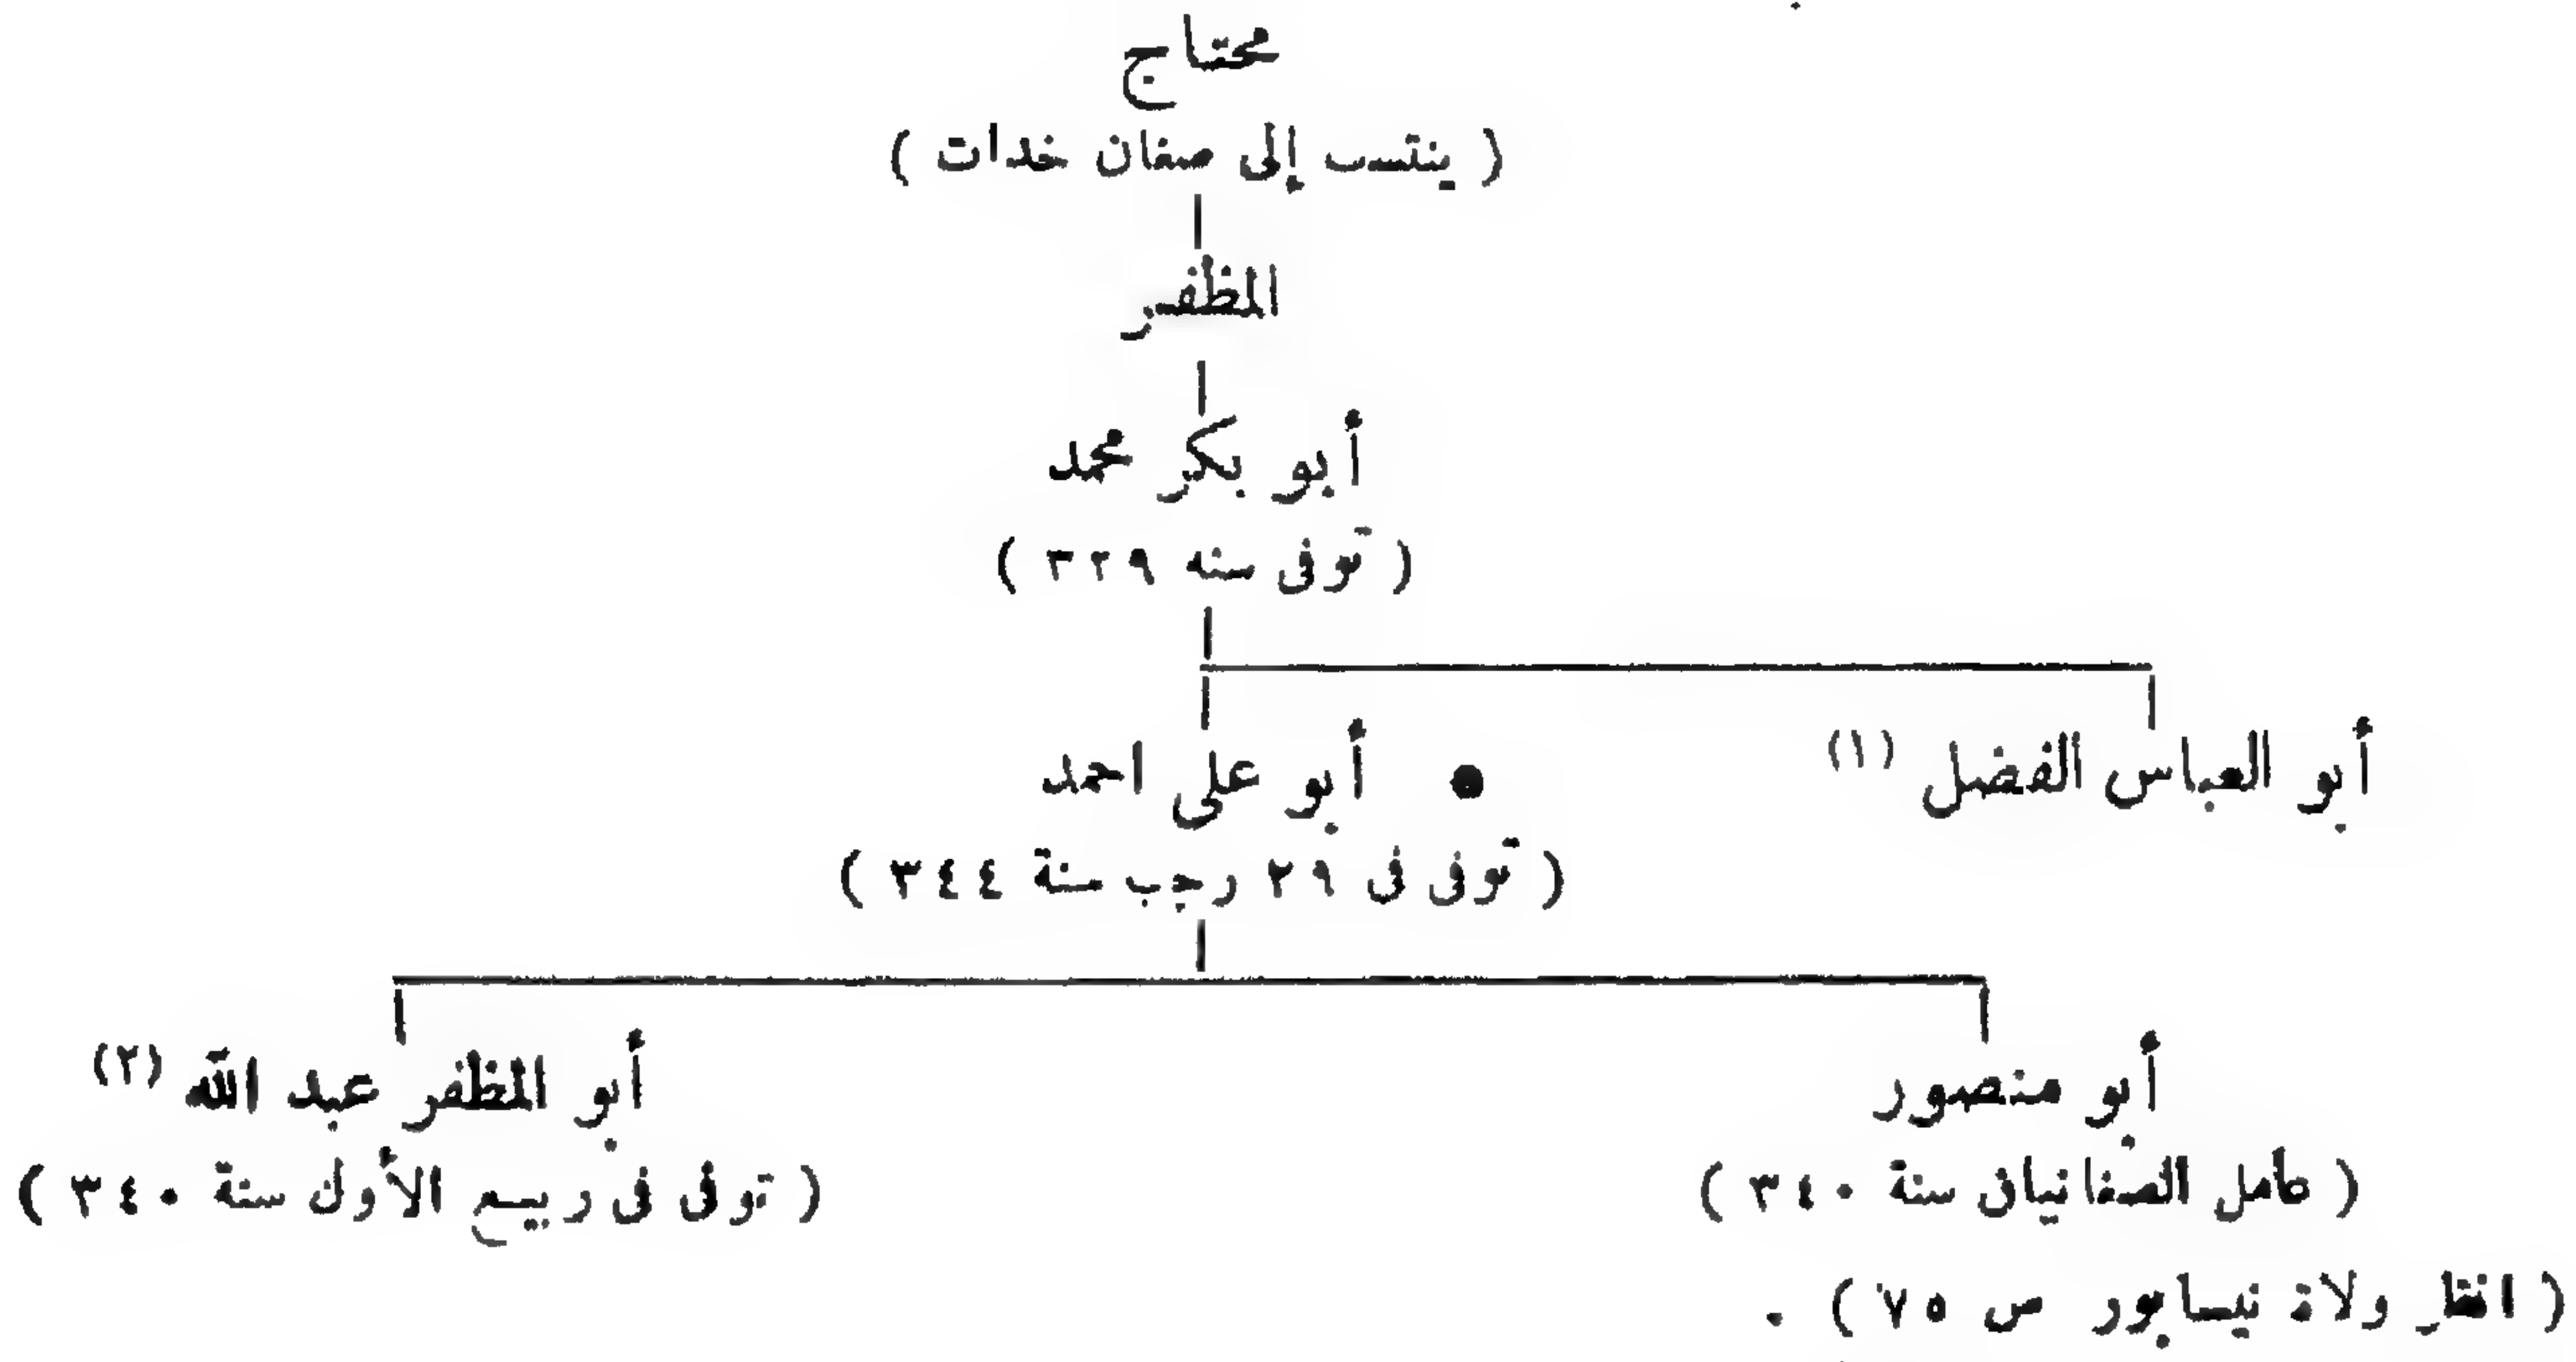 محتاج
( ينتسب إلى صغان خدات )
المظفر
أبو بكر محمد
( توفى سنه ٣٢٩ )
أبو العباس الفضل (١)
● أبو على احمد
( توفى فى ٢٩ رجب سنة ٣٤٤ )
أبو منصور
أبو المظفر عبد الله (٢)
( عامل الصغانيان سنة ٣٤٠ )
( توفى فى ربيع الأول سنة ٣٤٠ )
( انظر ولاة نيسابور ص ٧٥ ) .